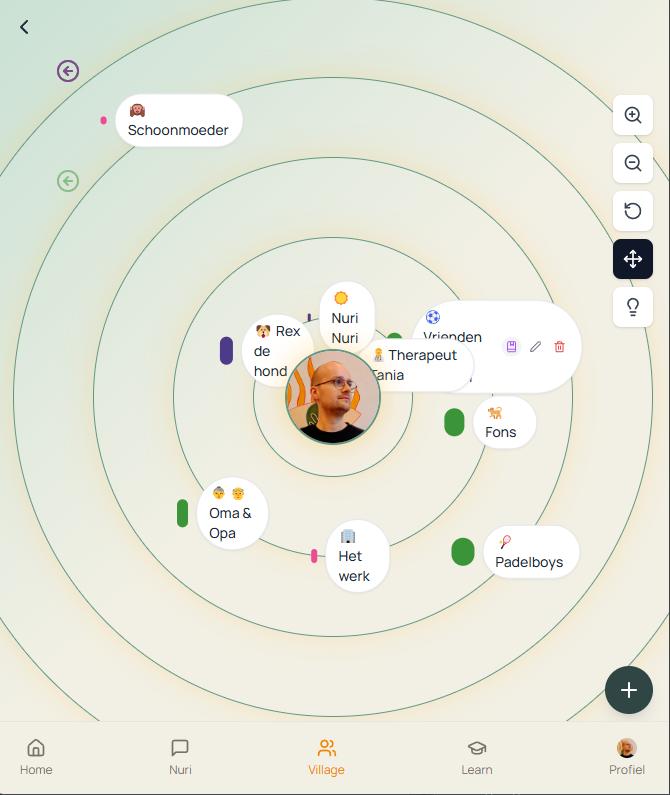 Schoonmoeder
Nuri
Nuri
Rex
de
hond
Vrienden
Therapeut
Tania
Fons
Oma &
Opa
Het
werk
Padelboys
Home
Nuri
Village
Learn
Profiel